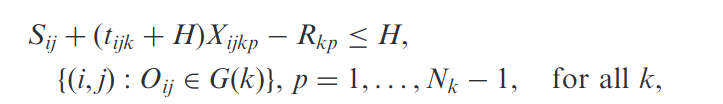 S_{ij} + (t_{ijk} + H)X_{ijkp} − R_{kp} ≤ H,
{(i, j) : O_{ij} ∈ G(k)}, p = 1, . . . , N_k − 1, for all k,